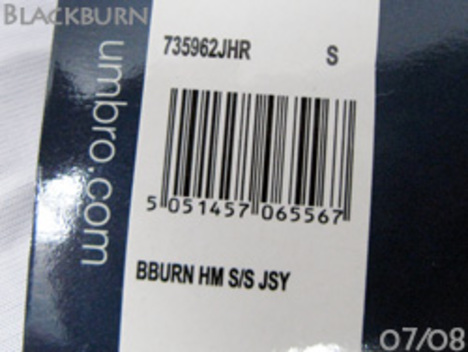 BLACKBURN
735962JHR S
umbro.com
5 051457 065567
BBURN HM S/S JSY
07/08